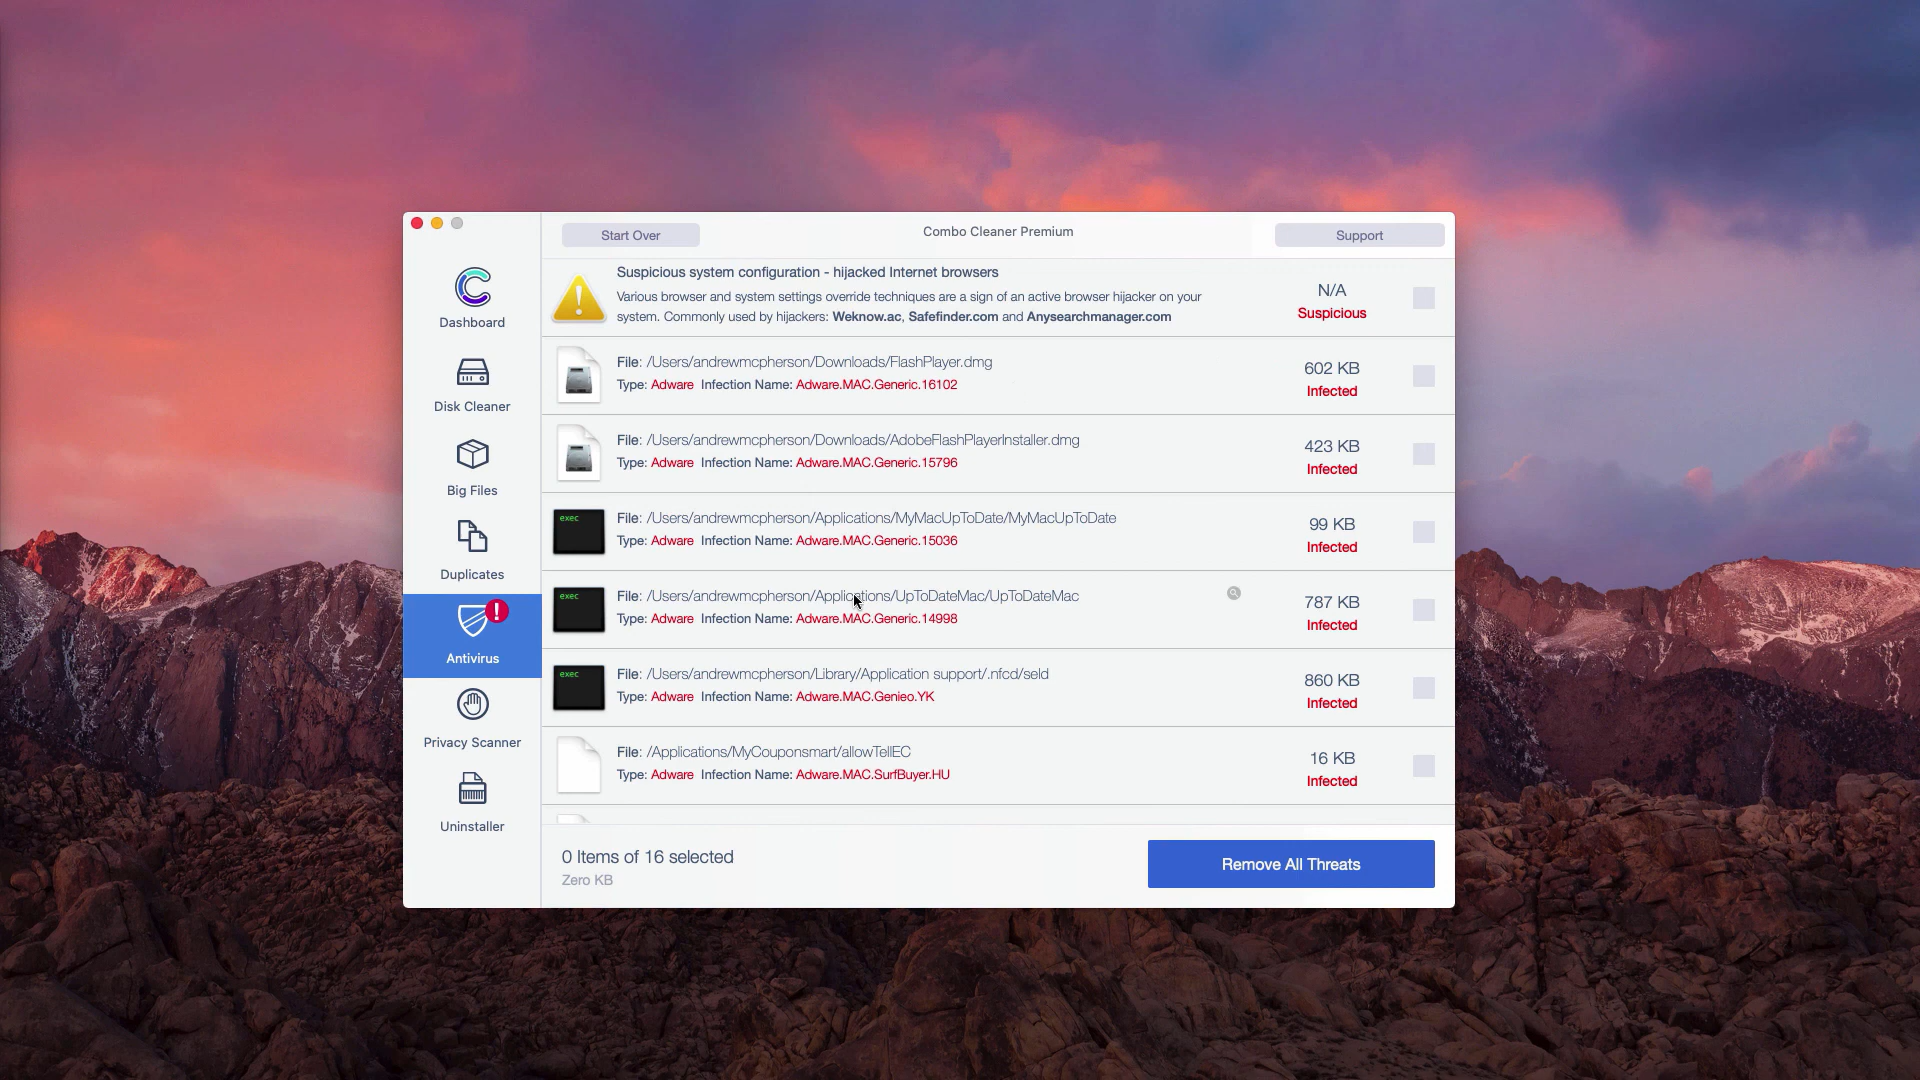 Start Over
Combo Cleaner Premium
Support
Dashboard
Disk Cleaner
Big Files
Duplicates
!
Antivirus
Privacy Scanner
Uninstaller
Suspicious system configuration - hijacked Internet browsers
Various browser and system settings override techniques are a sign of an active browser hijacker on your
system. Commonly used by hijackers: Weknow.ac, Safefinder.com and Anysearchmanager.com
N/A
Suspicious
File: /Users/andrewmcpherson/Downloads/FlashPlayer.dmg
Type: Adware Infection Name: Adware.MAC.Generic.16102
602 KB
Infected
File: /Users/andrewmcpherson/Downloads/AdobeFlashPlayerInstaller.dmg
Type: Adware Infection Name: Adware.MAC.Generic.15796
423 KB
Infected
exec
File: /Users/andrewmcpherson/Applications/MyMacUpToDate/MyMacUpToDate
Type: Adware Infection Name: Adware.MAC.Generic.15036
99 KB
Infected
exec
File: /Users/andrewmcpherson/Applications/UpToDateMac/UpToDateMac
Type: Adware Infection Name: Adware.MAC.Generic.14998
787 KB
Infected
exec
File: /Users/andrewmcpherson/Library/Application support/.nfcd/seld
Type: Adware Infection Name: Adware.MAC.Genieo.YK
860 KB
Infected
File: /Applications/MyCouponsmart/allowTellEC
Type: Adware Infection Name: Adware.MAC.SurfBuyer.HU
16 KB
Infected
0 Items of 16 selected
Zero KB
Remove All Threats